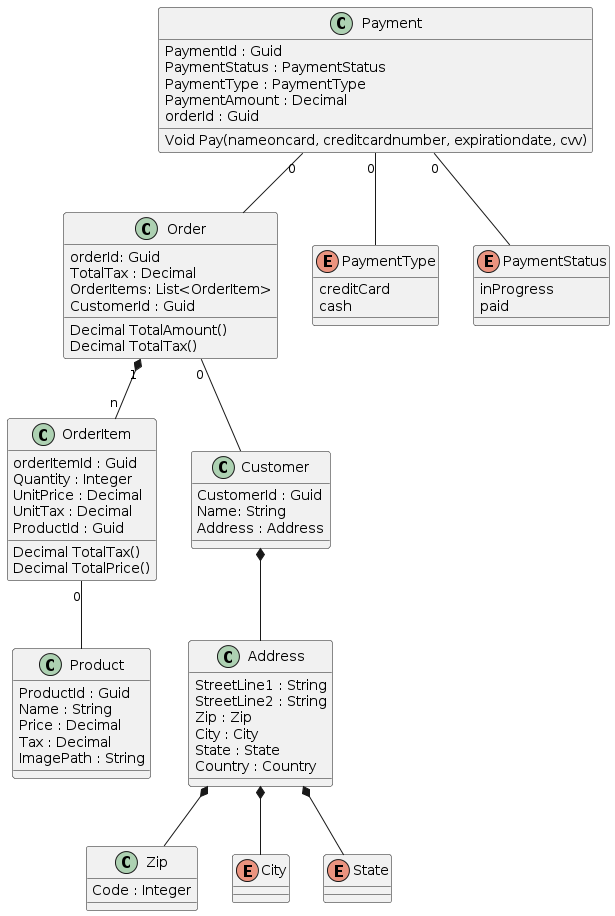 C Payment
PaymentId : Guid
PaymentStatus : PaymentStatus
PaymentType : PaymentType
PaymentAmount : Decimal
orderId : Guid
Void Pay(nameoncard, creditcardnumber, expirationdate, cvv)
0
0
0
C Order
orderId: Guid
TotalTax : Decimal
OrderItems: List<OrderItem>
CustomerId : Guid
Decimal TotalAmount()
Decimal TotalTax()
E PaymentType
creditCard
cash
E PaymentStatus
inProgress
paid
1
n
0
C OrderItem
orderItemId : Guid
Quantity : Integer
UnitPrice : Decimal
UnitTax : Decimal
ProductId : Guid
Decimal TotalTax()
Decimal TotalPrice()
C Customer
CustomerId : Guid
Name: String
Address : Address
0
C Product
ProductId : Guid
Name : String
Price : Decimal
Tax : Decimal
ImagePath : String
C Address
StreetLine1 : String
StreetLine2 : String
Zip : Zip
City : City
State : State
Country : Country
C Zip
Code : Integer
E City
E State